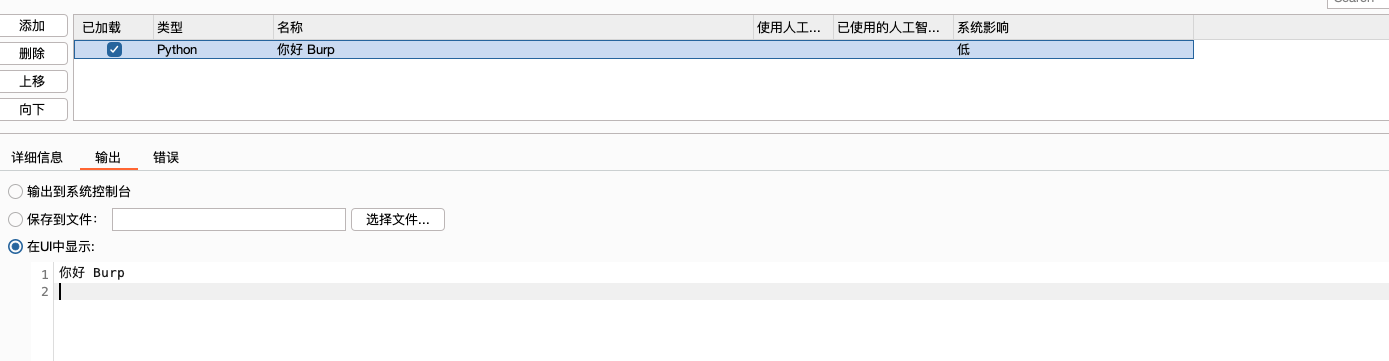 添加
删除
上移
向下
已加载 类型 名称 使用人工... 已使用的人工智... 系统影响
Python 你好 Burp 低
详细信息 输出 错误
输出到系统控制台
保存到文件: 选择文件...
在UI中显示:
1 你好 Burp
2